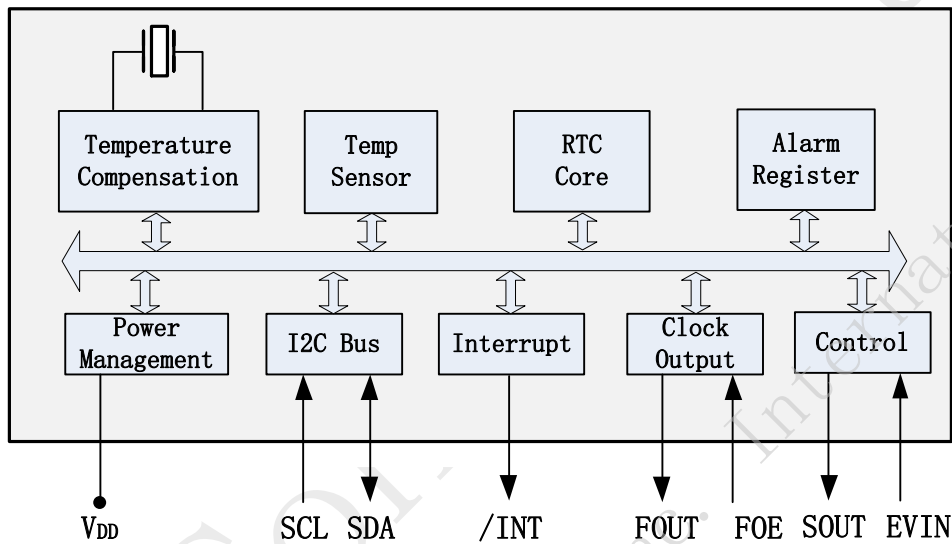 Temperature
Compensation
Temp
Sensor
RTC
Core
Alarm
Register
Power
Management
I2C Bus
Interrupt
Clock
Output
Control
VDD
SCL
SDA
/INT
FOUT
FOE
SOUT
EVIN